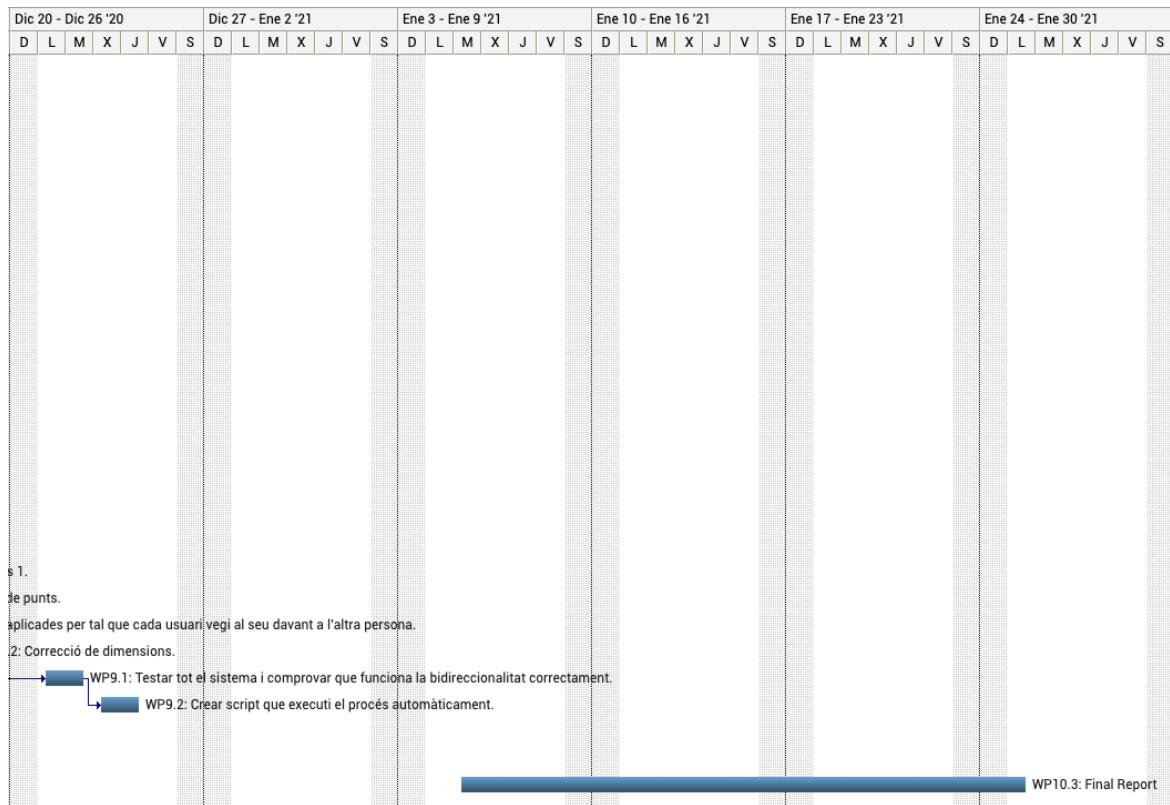 Dic 20 - Dic 26 '20 Dic 27 - Ene 2 '21 Ene 3 - Ene 9 '21 Ene 10 - Ene 16 '21 Ene 17 - Ene 23 '21 Ene 24 - Ene 30 '21
D L M X J V S D L M X J V S D L M X J V S D L M X J V S D L M X J V S D L M X J V S
s 1.
de punts.
aplicades per tal que cada usuari vegi al seu davant a l'altra persona.
.2: Correcció de dimensions.
WP9.1: Testar tot el sistema i comprovar que funciona la bidireccionalitat correctament.
WP9.2: Crear script que executi el procés automàticament.
WP10.3: Final Report